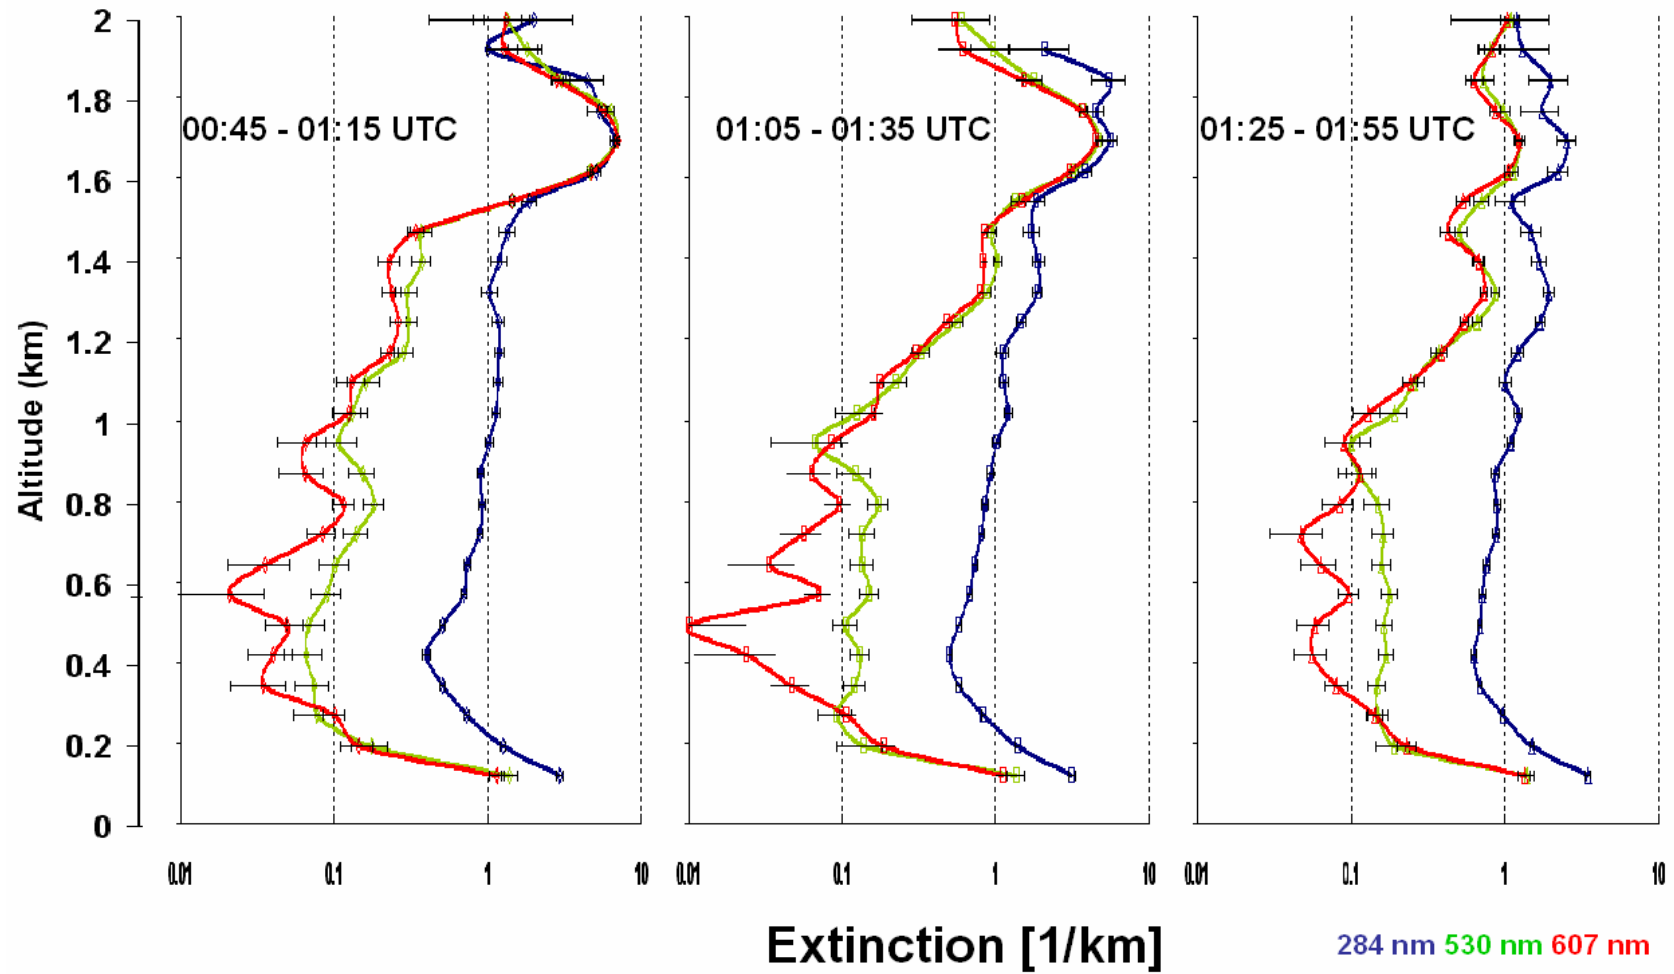 2
1.8
1.6
1.4
1.2
1
0.8
0.6
0.4
0.2
0
Altitude (km)
00:45 - 01:15 UTC
01:05 - 01:35 UTC
01:25 - 01:55 UTC
0.01 0.1 1 10
0.01 0.1 1 10
0.01 0.1 1 10
Extinction [1/km]
284 nm 530 nm 607 nm